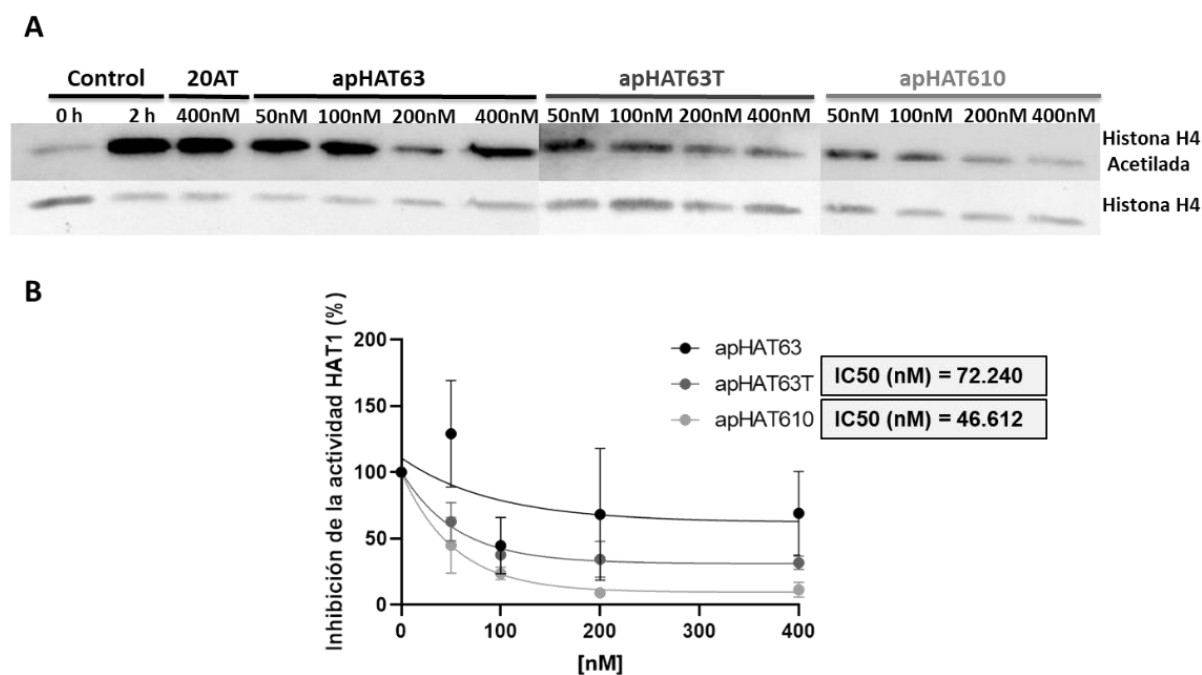 A
Control 20AT apHAT63 apHAT63T apHAT610
0 h 2 h 400nM 50nM 100nM 200nM 400nM 50nM 100nM 200nM 400nM 50nM 100nM 200nM 400nM
Histona H4
Acetilada
Histona H4
B
Inhibición de la actividad HAT1 (%)
200
150
100
50
0
0 100 200 300 400
[nM]
apHAT63
apHAT63T IC50 (nM) = 72.240
apHAT610 IC50 (nM) = 46.612